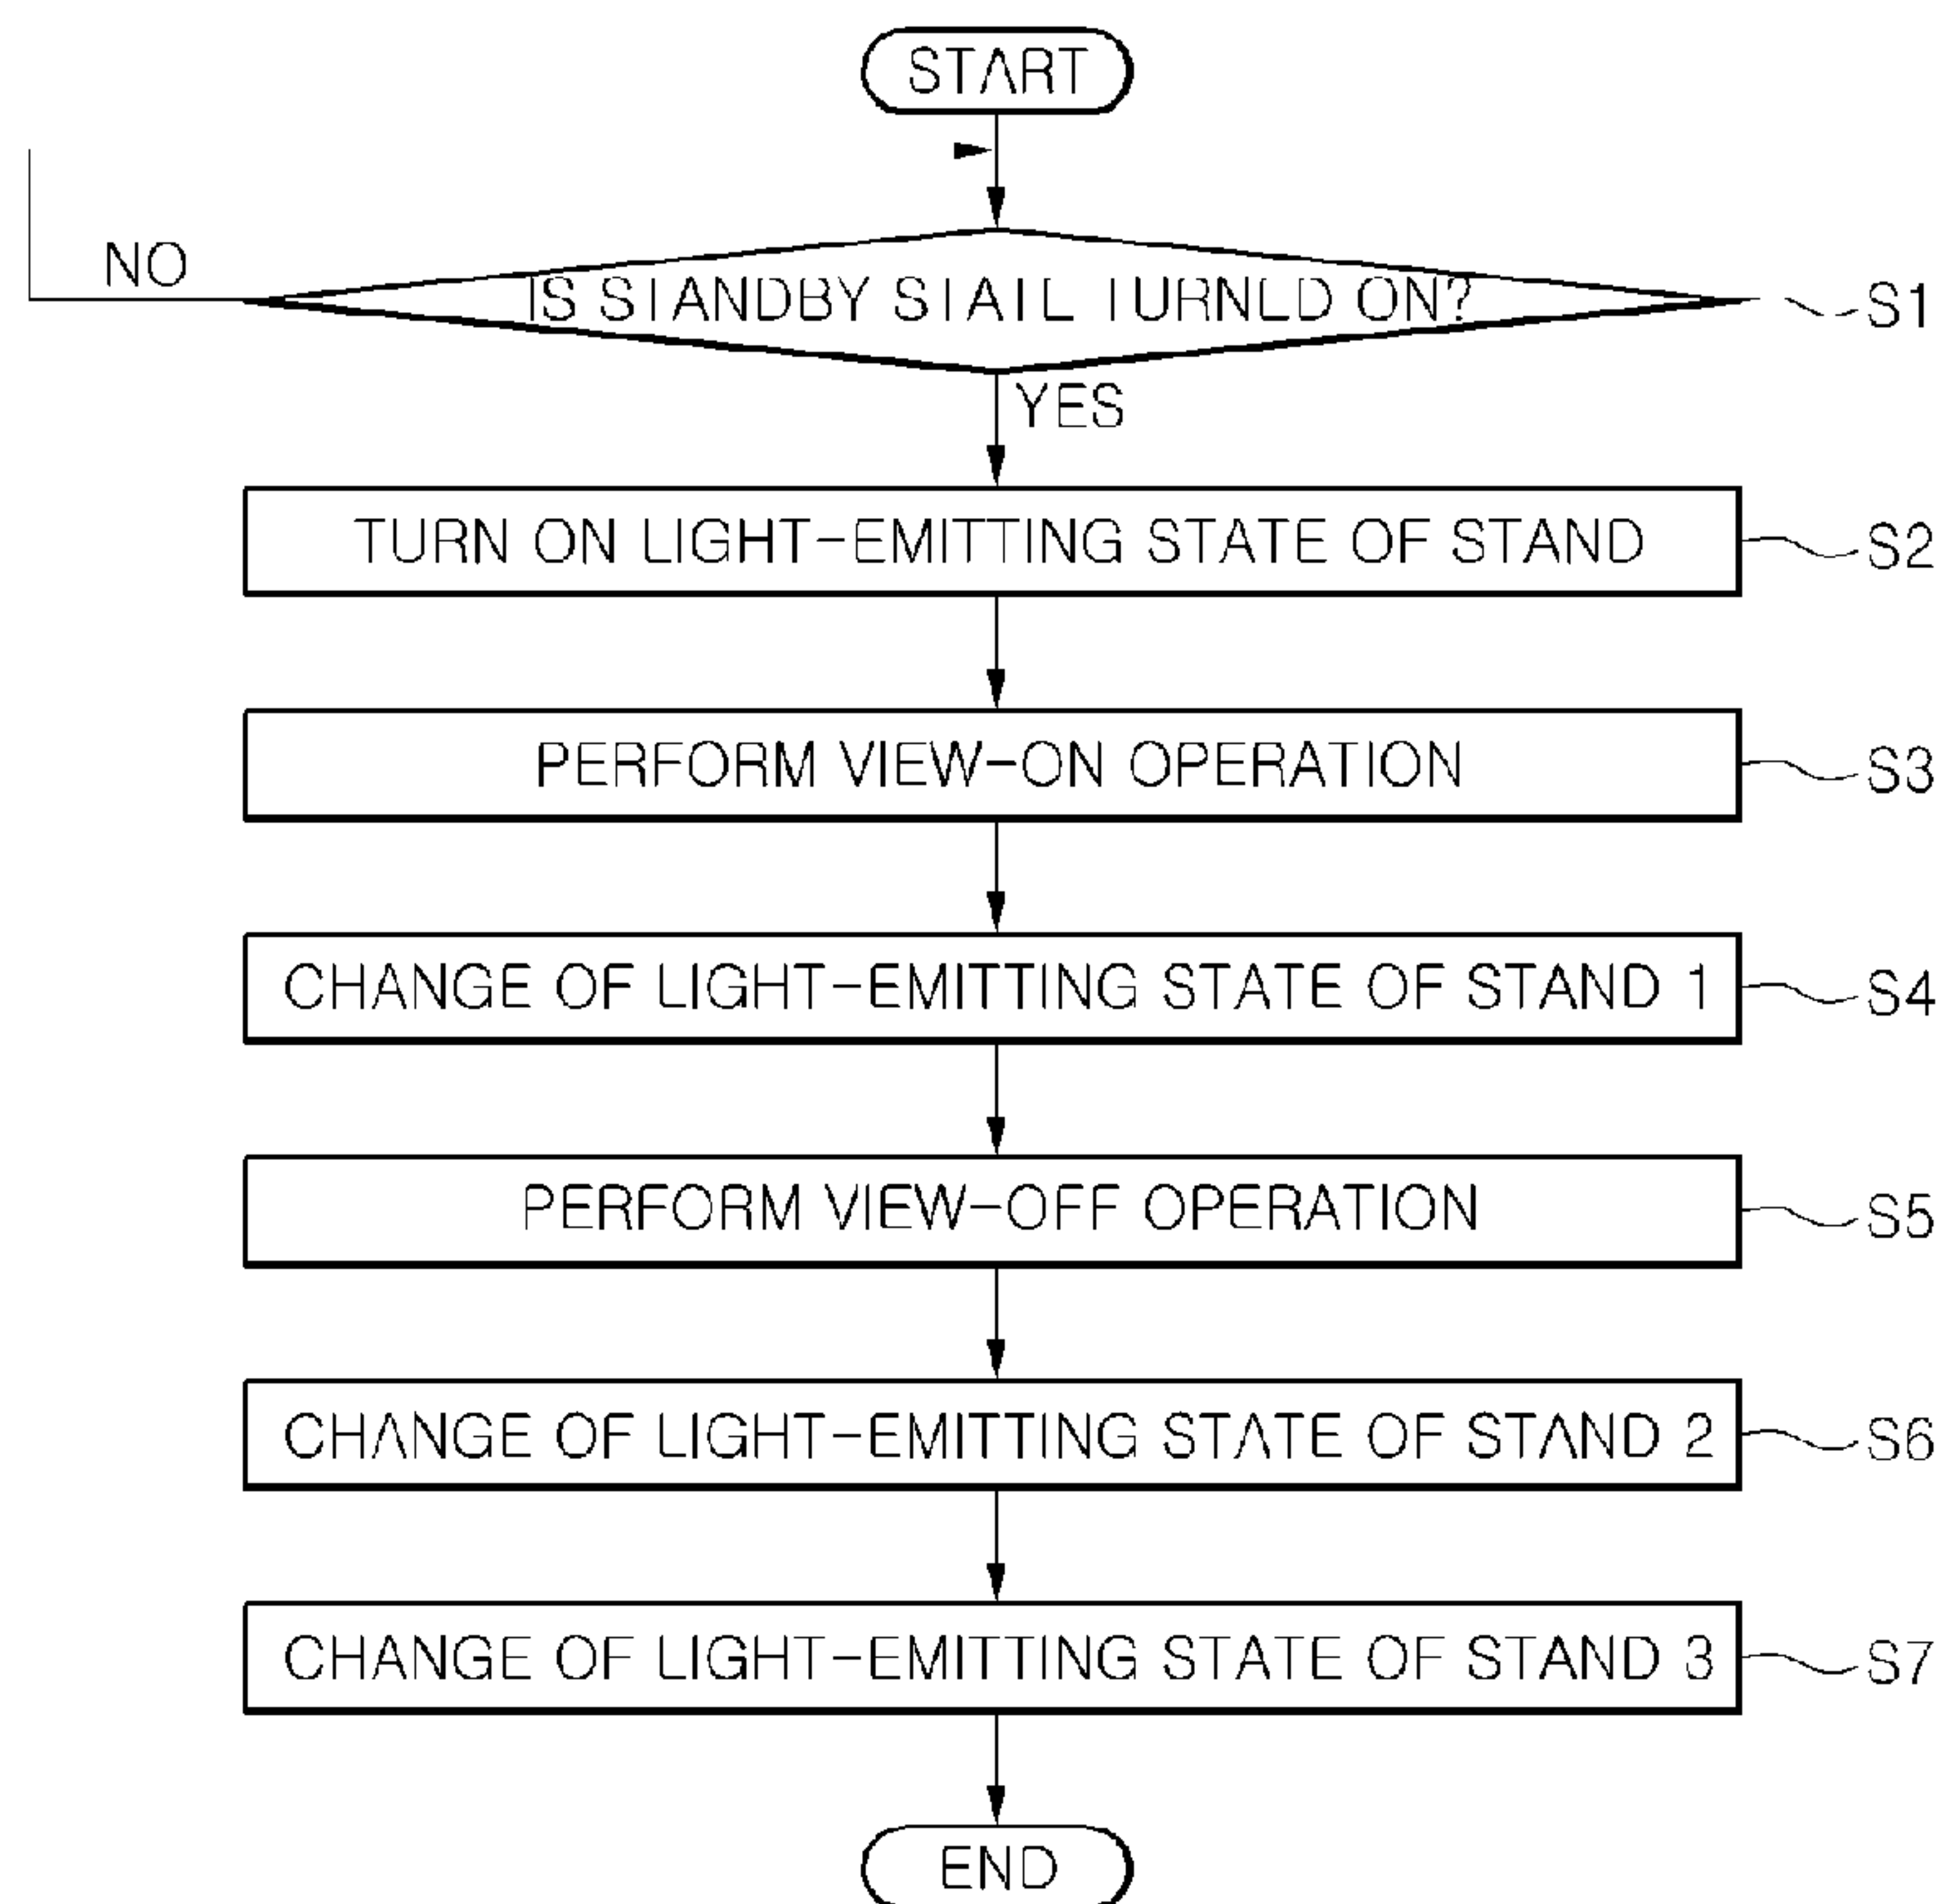 START
NO
IS STANDBY STATE TURNED ON?
S1
YES
TURN ON LIGHT-EMITTING STATE OF STAND
S2
PERFORM VIEW-ON OPERATION
S3
CHANGE OF LIGHT-EMITTING STATE OF STAND 1
S4
PERFORM VIEW-OFF OPERATION
S5
CHANGE OF LIGHT-EMITTING STATE OF STAND 2
S6
CHANGE OF LIGHT-EMITTING STATE OF STAND 3
S7
END